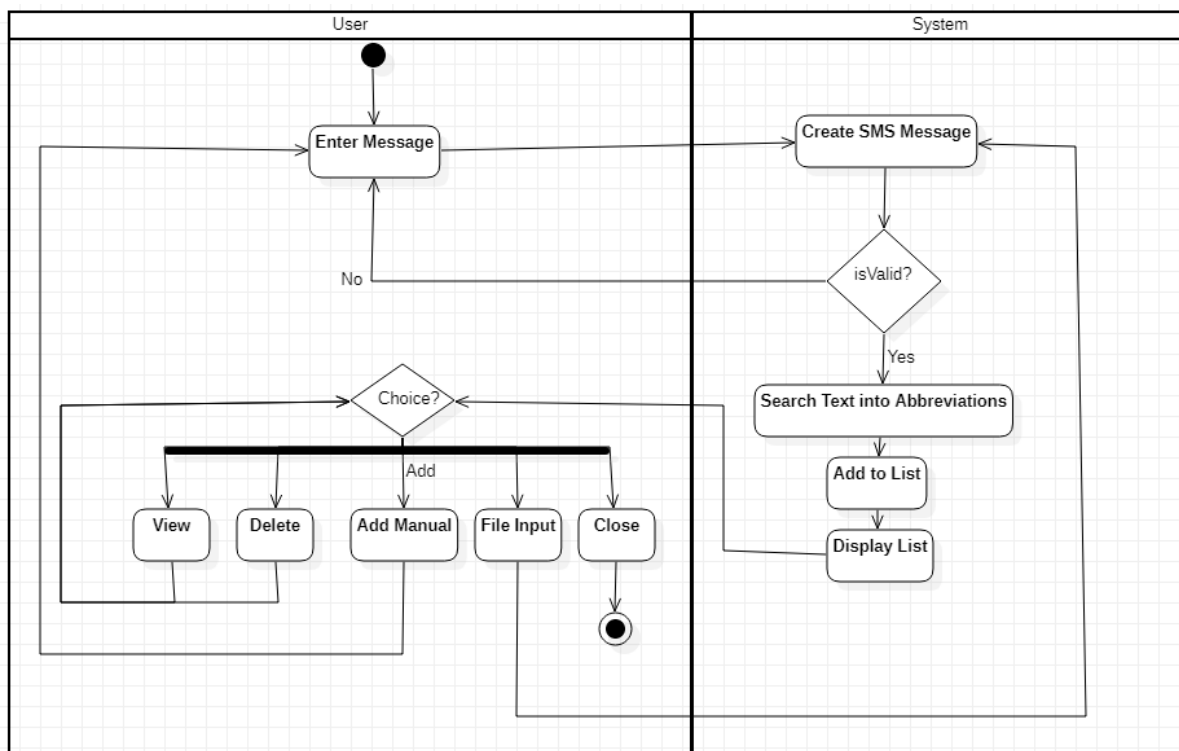 User
System
Enter Message
Create SMS Message
isValid?
No
Yes
Choice?
Search Text into Abbreviations
Add
Add to List
View
Delete
Add Manual
File Input
Close
Display List